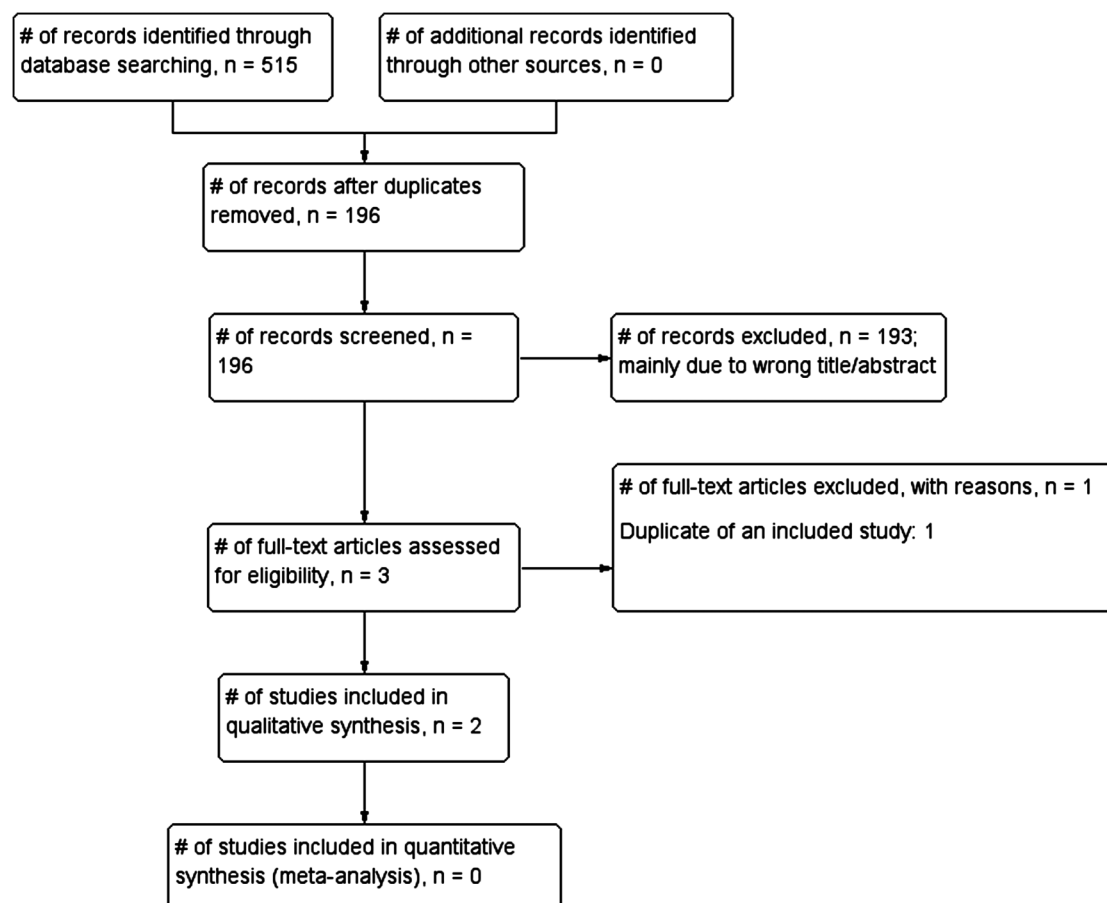 # of records identified through
database searching, n = 515
# of additional records identified
through other sources, n = 0
# of records after duplicates
removed, n = 196
# of records screened, n =
196
# of records excluded, n = 193;
mainly due to wrong title/abstract
# of full-text articles excluded, with reasons, n = 1
Duplicate of an included study: 1
# of full-text articles assessed
for eligibility, n = 3
# of studies included in
qualitative synthesis, n = 2
# of studies included in quantitative
synthesis (meta-analysis), n = 0